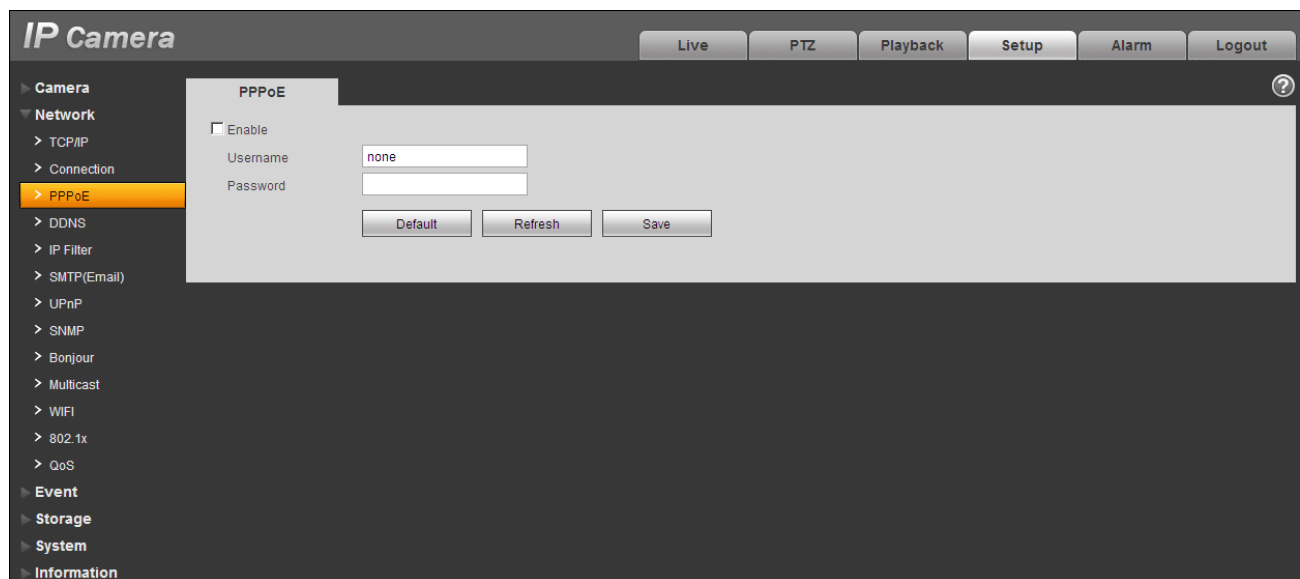 IP Camera
Live
PTZ
Playback
Setup
Alarm
Logout
?
Camera
Network
> TCP/IP
> Connection
> PPPoE
> DDNS
> IP Filter
> SMTP(Email)
> UPnP
> SNMP
> Bonjour
> Multicast
> WIFI
> 802.1x
> QoS
Event
Storage
System
Information
PPPoE
Enable
Username none
Password
Default Refresh Save